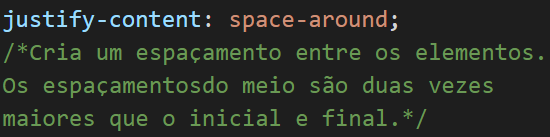 justify-content: space-around;
/*Cria um espaçamento entre os elementos.
Os espaçamentosdo meio são duas vezes
maiores que o inicial e final.*/